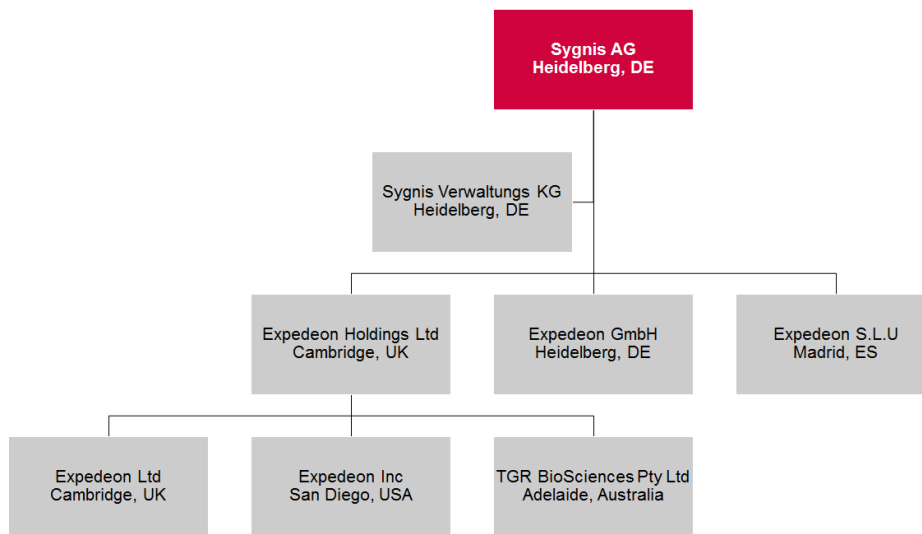 Sygnis AG
Heidelberg, DE
Sygnis Verwaltungs KG
Heidelberg, DE
Expedeon Holdings Ltd
Cambridge, UK
Expedeon GmbH
Heidelberg, DE
Expedeon S.L.U
Madrid, ES
Expedeon Ltd
Cambridge, UK
Expedeon Inc
San Diego, USA
TGR BioSciences Pty Ltd
Adelaide, Australia